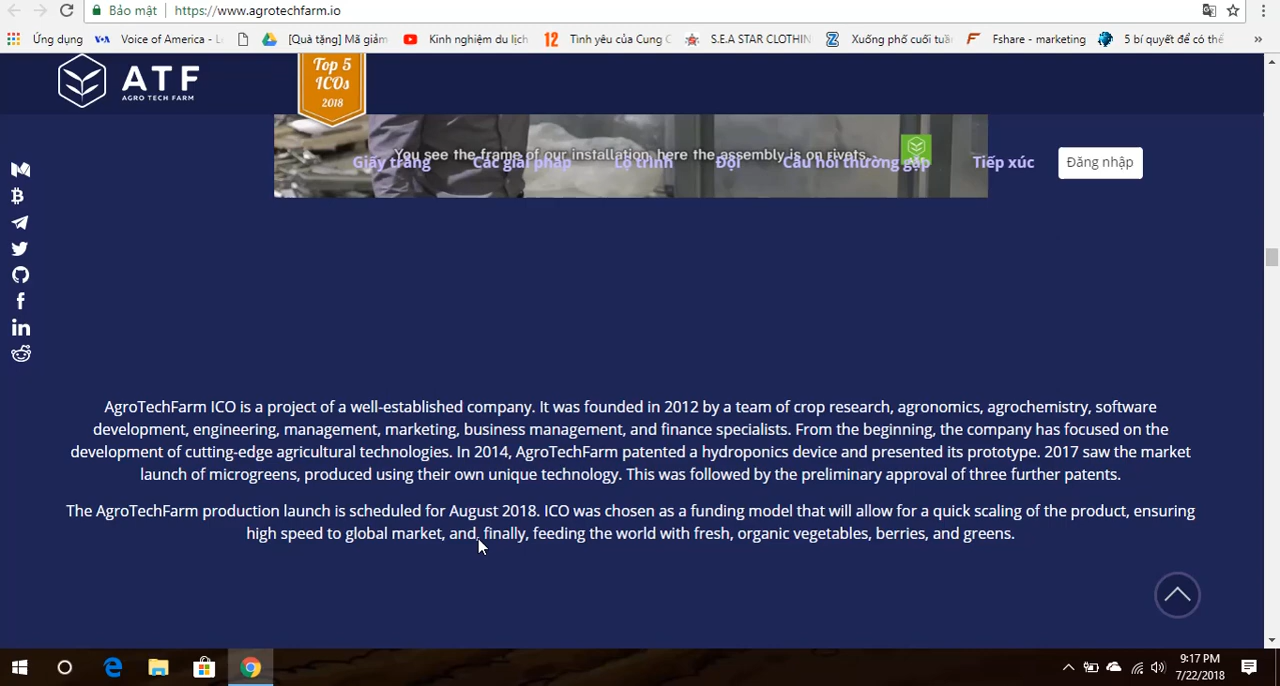 Bảo mật https://www.agrotechfarm.io
Ứng dụng VOA Voice of America - L [Quà tặng] Mã giảm Kinh nghiệm du lịch 12 Tình yêu của Cung S.E.A STAR CLOTHIN Z Xuống phố cuối tuần Fshare - marketing 5 bí quyết để có thể »
ATF
AGRO TECH FARM
Top 5
ICOs
2018
You see the frame of our installation, here the assembly is on rivets.
Giấy trắng Các giải pháp Lộ trình Đội Câu hỏi thường gặp Tiếp xúc Đăng nhập
AgroTechFarm ICO is a project of a well-established company. It was founded in 2012 by a team of crop research, agronomics, agrochemistry, software
development, engineering, management, marketing, business management, and finance specialists. From the beginning, the company has focused on the
development of cutting-edge agricultural technologies. In 2014, AgroTechFarm patented a hydroponics device and presented its prototype. 2017 saw the market
launch of microgreens, produced using their own unique technology. This was followed by the preliminary approval of three further patents.
The AgroTechFarm production launch is scheduled for August 2018. ICO was chosen as a funding model that will allow for a quick scaling of the product, ensuring
high speed to global market, and, finally, feeding the world with fresh, organic vegetables, berries, and greens.
9:17 PM
7/22/2018